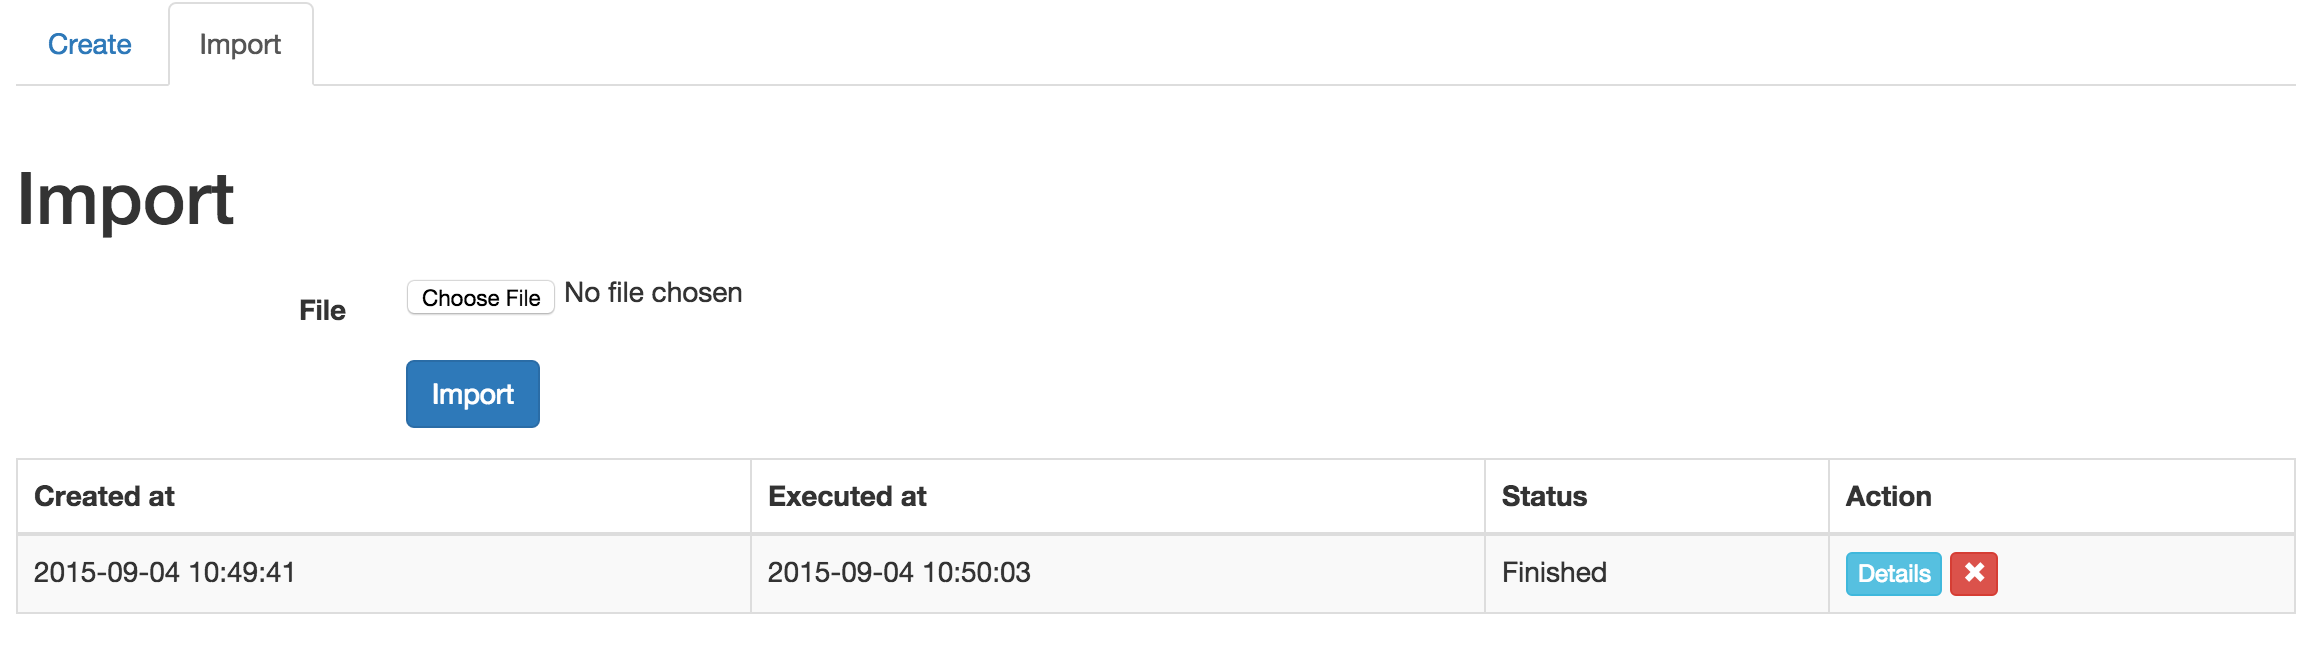 Create Import
Import
File Choose File No file chosen
Import
Created at Executed at Status Action
2015-09-04 10:49:41 2015-09-04 10:50:03 Finished Details ✖